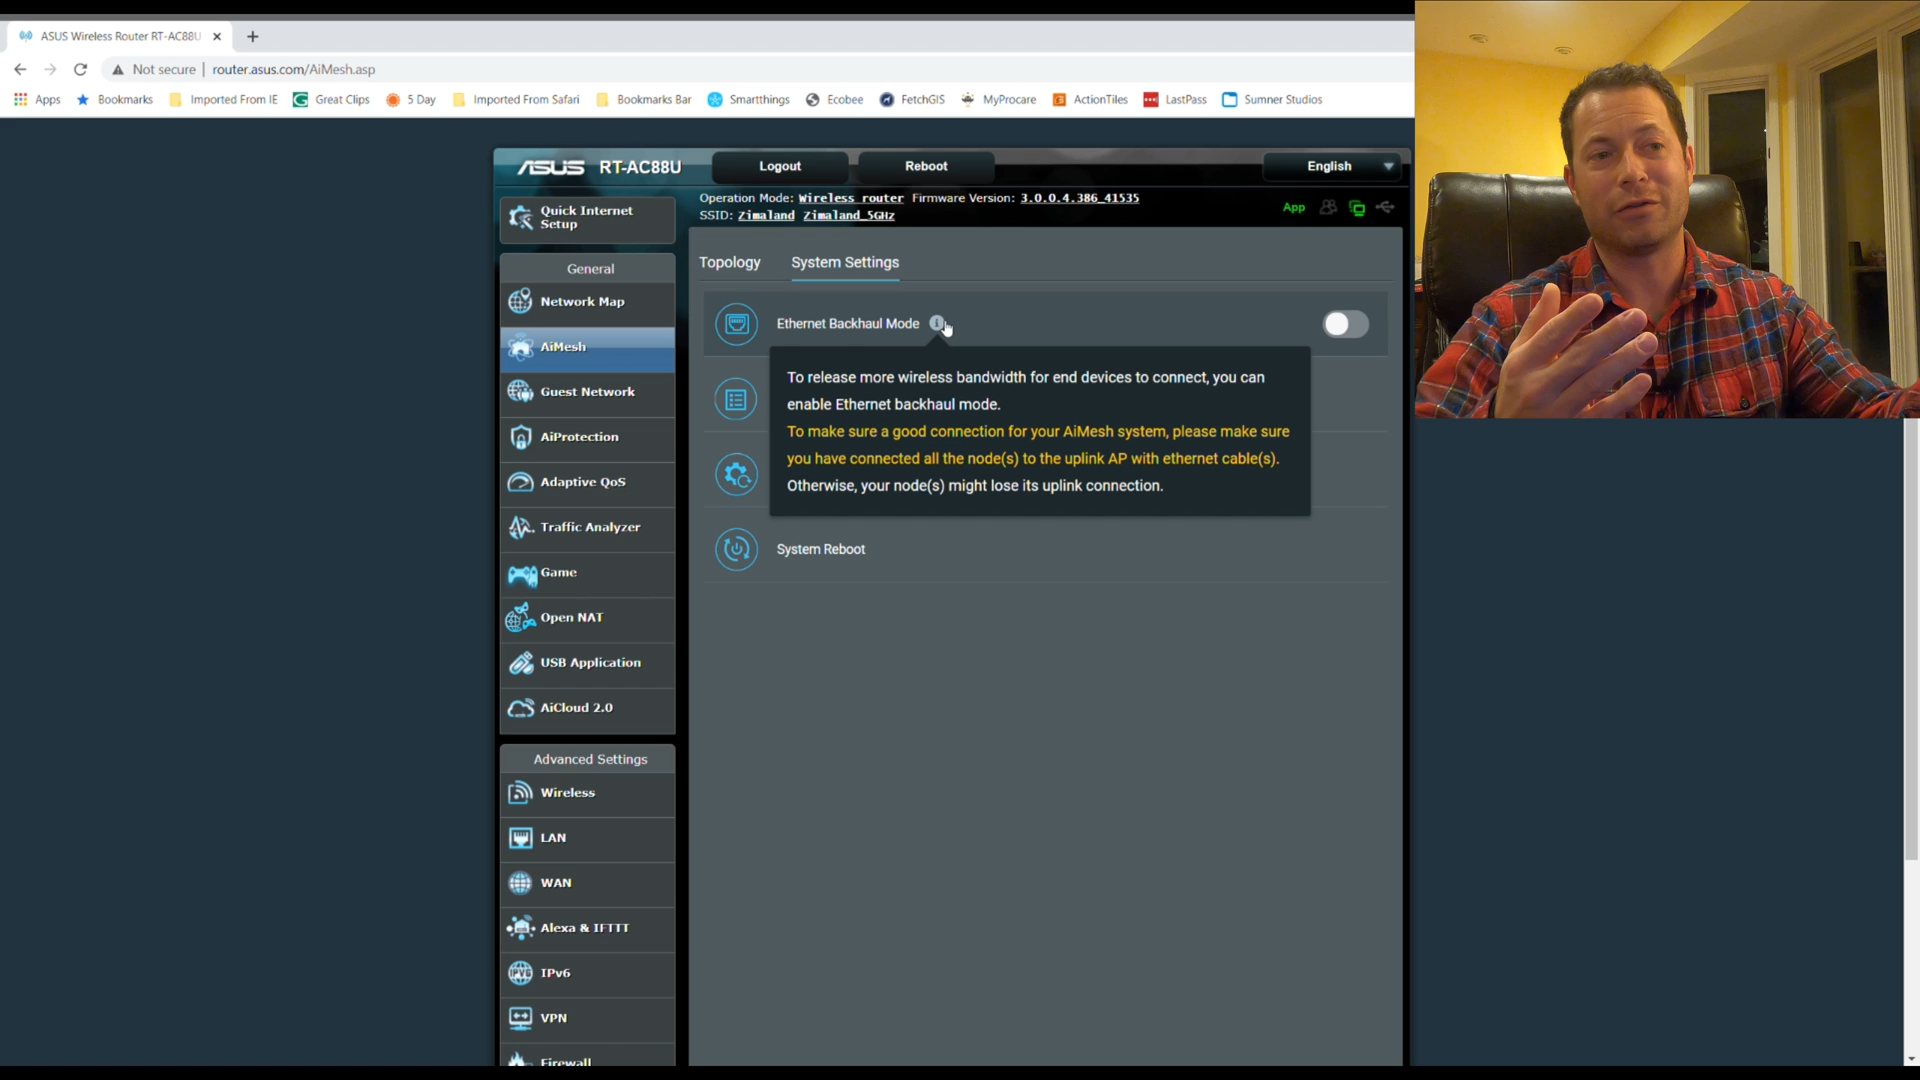 ASUS Wireless Router RT-AC88U
Not secure | router.asus.com/AiMesh.asp
Apps Bookmarks Imported From IE Great Clips 5 Day Imported From Safari Bookmarks Bar Smartthings Ecobee FetchGIS MyProcare ActionTiles LastPass Sumner Studios
ASUS RT-AC88U Logout Reboot English
Operation Mode: Wireless router Firmware Version: 3.0.0.4.386_41535
SSID: Zimaland Zimaland_5GHz
App
Quick Internet
Setup
General
Network Map
AiMesh
Guest Network
AiProtection
Adaptive QoS
Traffic Analyzer
Game
Open NAT
USB Application
AiCloud 2.0
Advanced Settings
Wireless
LAN
WAN
Alexa & IFTTT
IPv6
VPN
Firewall
Topology System Settings
Ethernet Backhaul Mode
To release more wireless bandwidth for end devices to connect, you can
enable Ethernet backhaul mode.
To make sure a good connection for your AiMesh system, please make sure
you have connected all the node(s) to the uplink AP with ethernet cable(s).
Otherwise, your node(s) might lose its uplink connection.
System Reboot